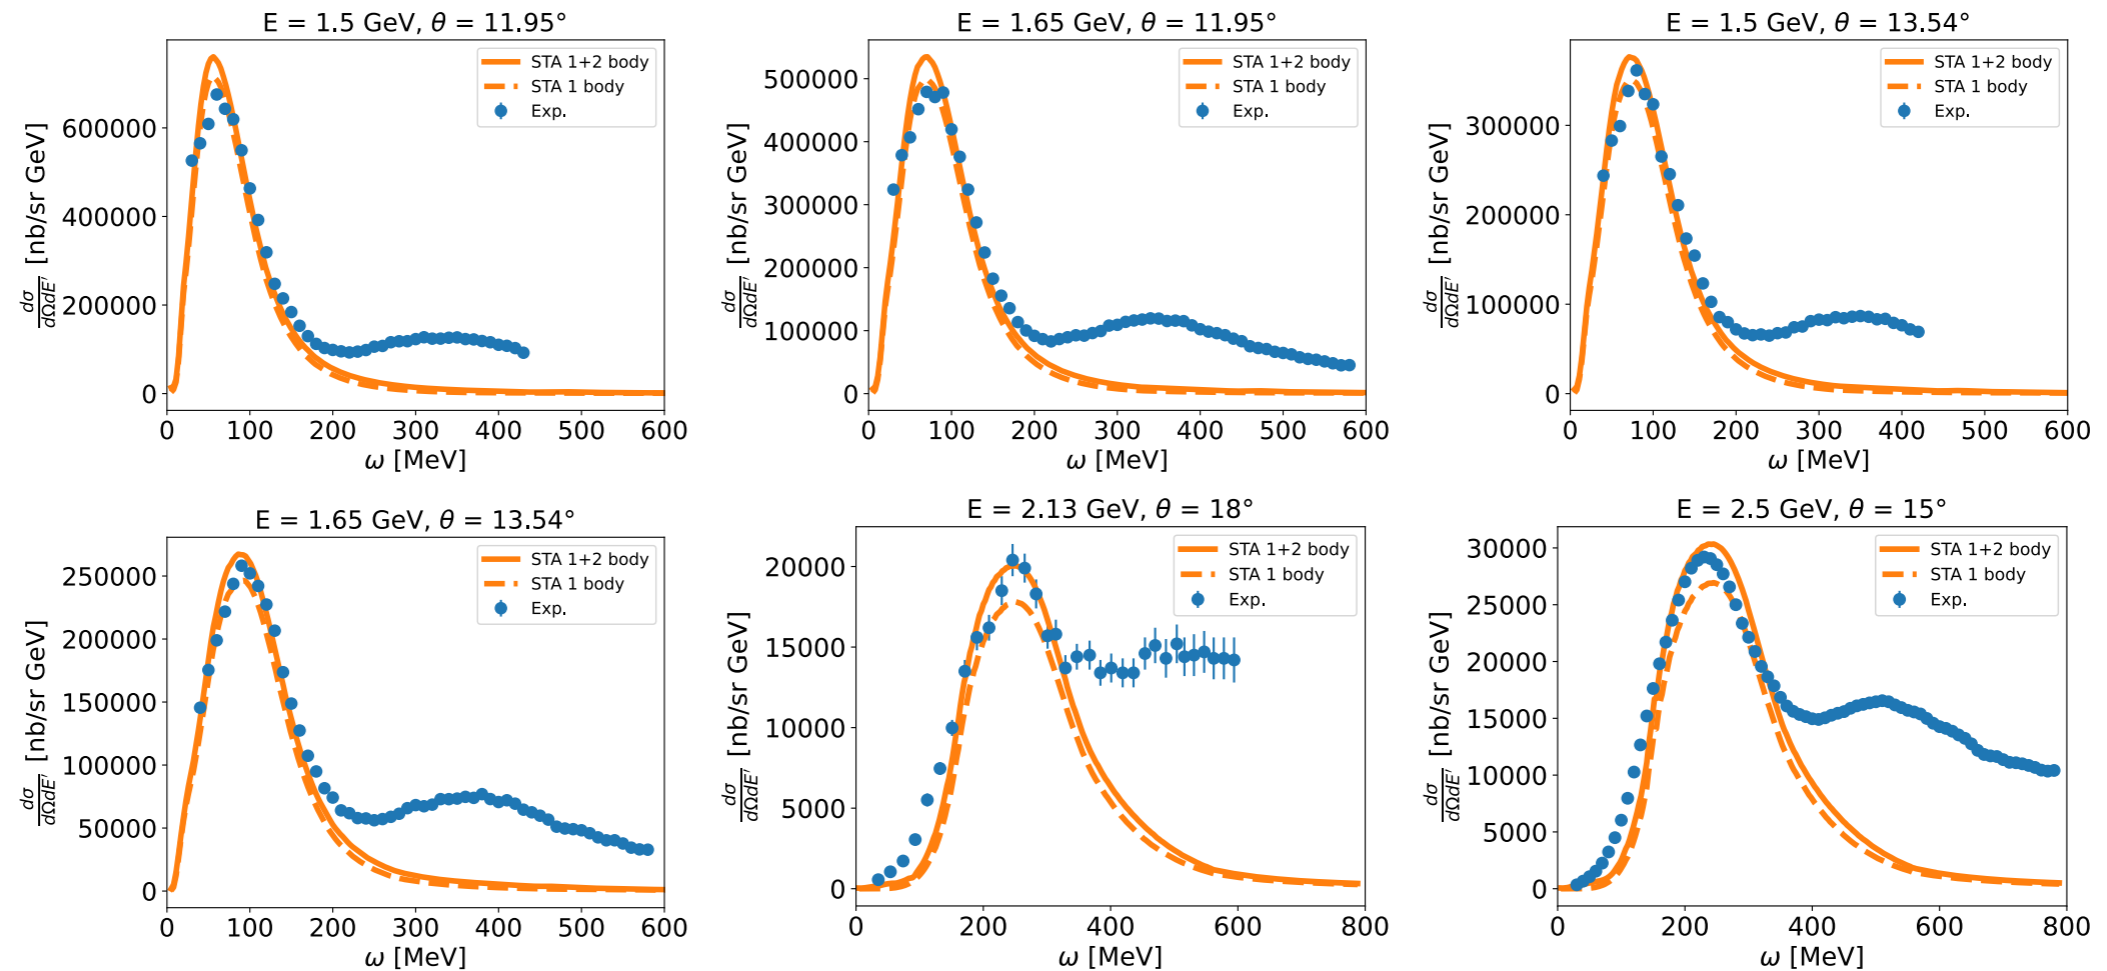 E = 1.5 GeV, θ = 11.95°
STA 1+2 body
STA 1 body
Exp.
600000
400000
200000
0
dσ/dΩdE′ [nb/sr GeV]
0 100 200 300 400 500 600
ω [MeV]
E = 1.65 GeV, θ = 11.95°
STA 1+2 body
STA 1 body
Exp.
500000
400000
300000
200000
100000
0
dσ/dΩdE′ [nb/sr GeV]
0 100 200 300 400 500 600
ω [MeV]
E = 1.5 GeV, θ = 13.54°
STA 1+2 body
STA 1 body
Exp.
300000
200000
100000
0
dσ/dΩdE′ [nb/sr GeV]
0 100 200 300 400 500 600
ω [MeV]
E = 1.65 GeV, θ = 13.54°
STA 1+2 body
STA 1 body
Exp.
250000
200000
150000
100000
50000
0
dσ/dΩdE′ [nb/sr GeV]
0 100 200 300 400 500 600
ω [MeV]
E = 2.13 GeV, θ = 18°
STA 1+2 body
STA 1 body
Exp.
20000
15000
10000
5000
0
dσ/dΩdE′ [nb/sr GeV]
0 200 400 600 800
ω [MeV]
E = 2.5 GeV, θ = 15°
STA 1+2 body
STA 1 body
Exp.
30000
25000
20000
15000
10000
5000
0
dσ/dΩdE′ [nb/sr GeV]
0 200 400 600 800
ω [MeV]